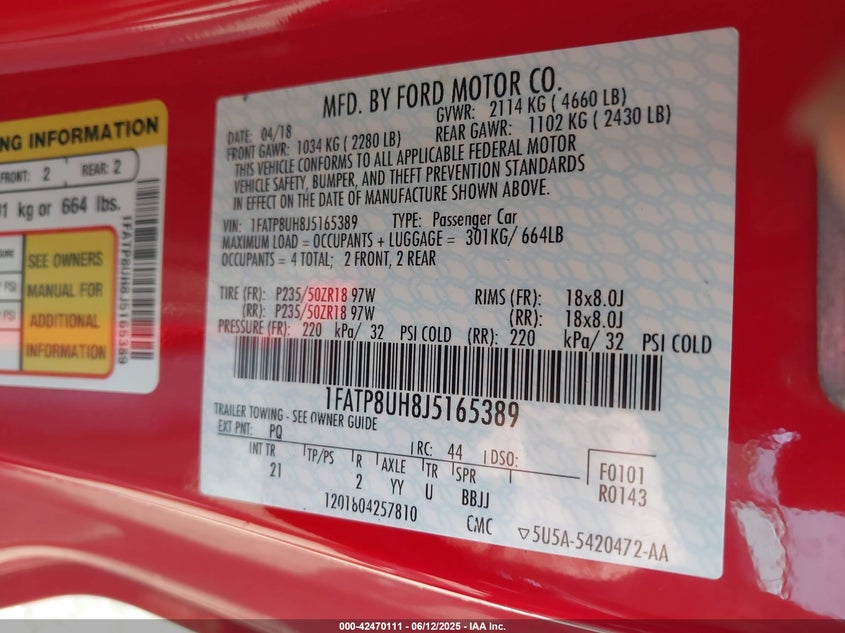 NG INFORMATION
FRONT: 2 REAR: 2
kg or 664 lbs.
SEE OWNERS
MANUAL FOR
ADDITIONAL
INFORMATION
PSI
PSI
1FATP8UH8J5165389
MFD. BY FORD MOTOR CO.
DATE: 04/18 GVWR: 2114 KG ( 4660 LB)
FRONT GAWR: 1034 KG ( 2280 LB) REAR GAWR: 1102 KG ( 2430 LB)
THIS VEHICLE CONFORMS TO ALL APPLICABLE FEDERAL MOTOR
VEHICLE SAFETY, BUMPER, AND THEFT PREVENTION STANDARDS
IN EFFECT ON THE DATE OF MANUFACTURE SHOWN ABOVE.
VIN: 1FATP8UH8J5165389 TYPE: Passenger Car
MAXIMUM LOAD = OCCUPANTS + LUGGAGE = 301KG/ 664LB
OCCUPANTS = 4 TOTAL; 2 FRONT, 2 REAR
TIRE (FR): P235/50ZR18 97W RIMS (FR): 18x8.0J
(RR): P235/50ZR18 97W (RR): 18x8.0J
PRESSURE (FR): 220 kPa/ 32 PSI COLD (RR): 220 kPa/ 32 PSI COLD
1FATP8UH8J5165389
TRAILER TOWING - SEE OWNER GUIDE
EXT PNT: PQ RC: 44 DSO:
INT TR TP/PS R AXLE TR SPR F0101
21 2 YY U BBJJ R0143
1201604257810 CMC ▽5U5A-5420472-AA
000-42470111 - 06/12/2025 - IAA Inc.